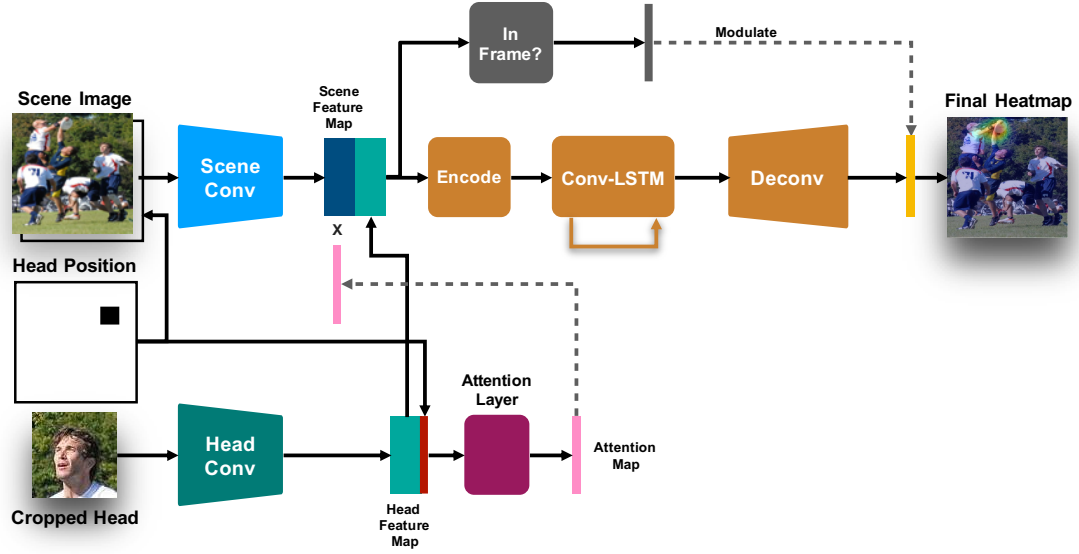 In
Frame?
Modulate
Scene Image
Scene
Feature
Map
Final Heatmap
Scene
Conv
Encode
Conv-LSTM
Deconv
X
Head Position
Attention
Layer
Head
Conv
Attention
Map
Cropped Head
Head
Feature
Map